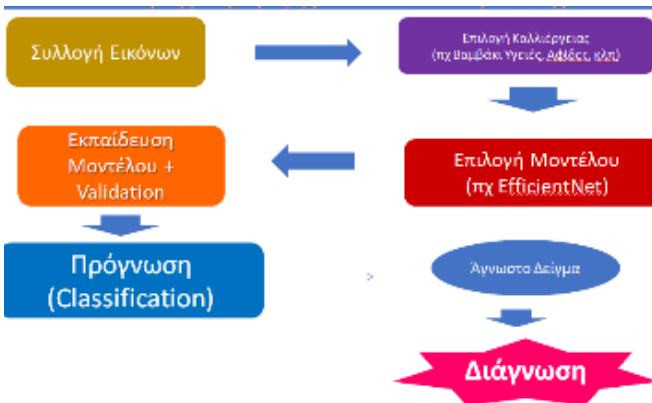 Συλλογή Εικόνων
Επιλογή Καλλιέργειας
(πχ Βαμβάκι Υγειές, Αφίδες, κλπ)
Εκπαίδευση
Μοντέλου +
Validation
Επιλογή Μοντέλου
(πχ EfficientNet)
Πρόγνωση
(Classification)
Άγνωστο Δείγμα
Διάγνωση